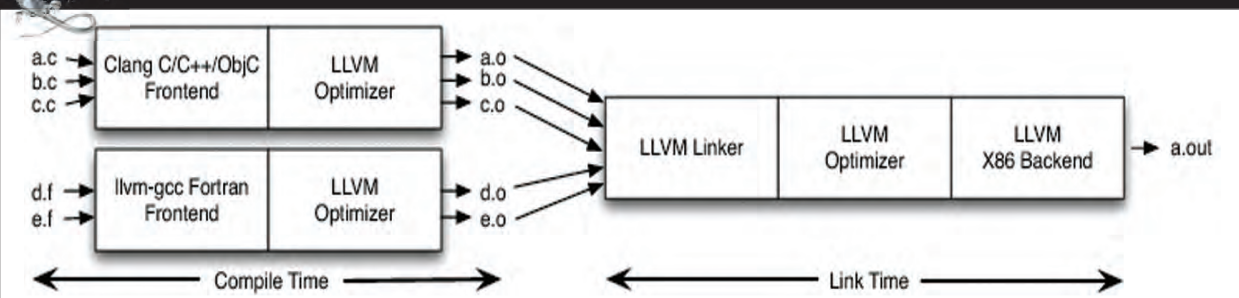 a.c
b.c
c.c
Clang C/C++/ObjC
Frontend
LLVM
Optimizer
a.o
b.o
c.o
d.f
e.f
llvm-gcc Fortran
Frontend
LLVM
Optimizer
d.o
e.o
LLVM Linker
LLVM
Optimizer
LLVM
X86 Backend
a.out
Compile Time
Link Time